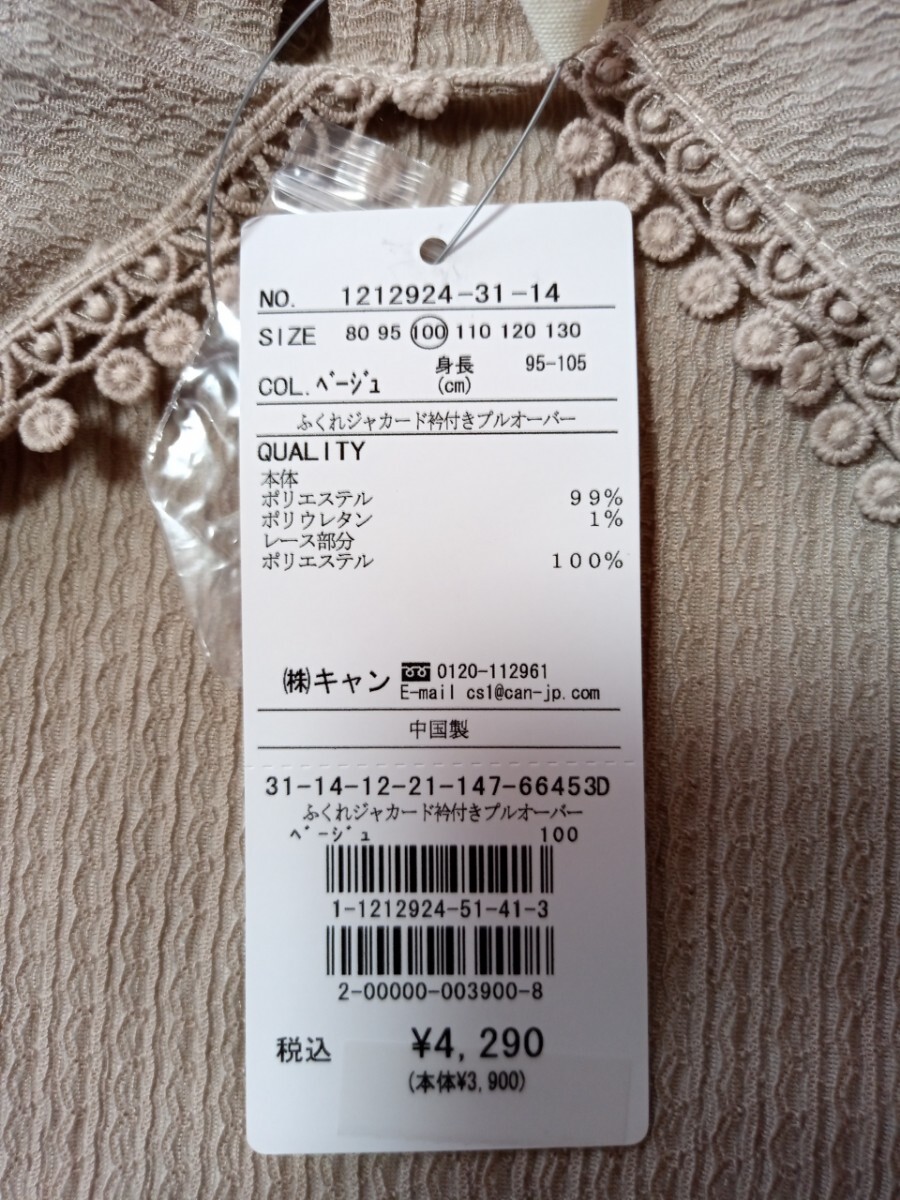 NO. 1212924-31-14
SIZE 80 95 100 110 120 130
身長 95-105
COL. ﾍﾞｰｼﾞｭ (cm)
ふくれジャカード衿付きプルオーバー
QUALITY
本体
ポリエステル 99%
ポリウレタン 1%
レース部分
ポリエステル 100%
㈱キャン 0120-112961
E-mail cs1@can-jp.com
中国製
31-14-12-21-147-66453D
ふくれジャカード衿付きプルオーバー
ﾍﾞｰｼﾞｭ 100
1-1212924-51-41-3
2-00000-003900-8
税込 ¥4,290
(本体¥3,900)